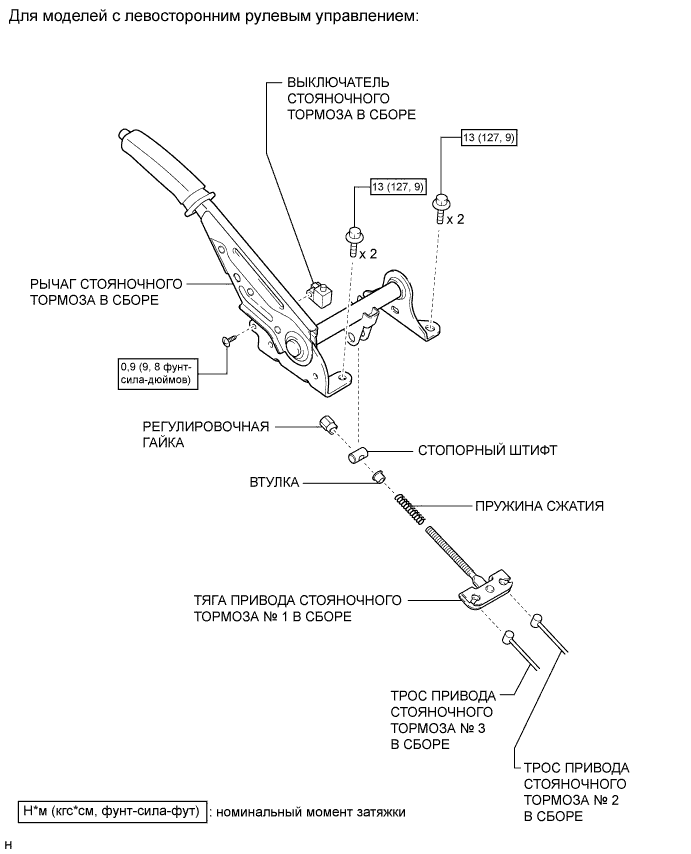 Для моделей с левосторонним рулевым управлением:
ВЫКЛЮЧАТЕЛЬ
СТОЯНОЧНОГО
ТОРМОЗА В СБОРЕ
13 (127, 9)
13 (127, 9)
x 2
x 2
РЫЧАГ СТОЯНОЧНОГО
ТОРМОЗА В СБОРЕ
0,9 (9, 8 фунт-
сила-дюймов)
РЕГУЛИРОВОЧНАЯ
ГАЙКА
СТОПОРНЫЙ ШТИФТ
ВТУЛКА
ПРУЖИНА СЖАТИЯ
ТЯГА ПРИВОДА СТОЯНОЧНОГО
ТОРМОЗА № 1 В СБОРЕ
ТРОС ПРИВОДА
СТОЯНОЧНОГО
ТОРМОЗА № 3
В СБОРЕ
ТРОС ПРИВОДА
СТОЯНОЧНОГО
ТОРМОЗА № 2
В СБОРЕ
Н*м (кгс*см, фунт-сила-фут) : номинальный момент затяжки
H